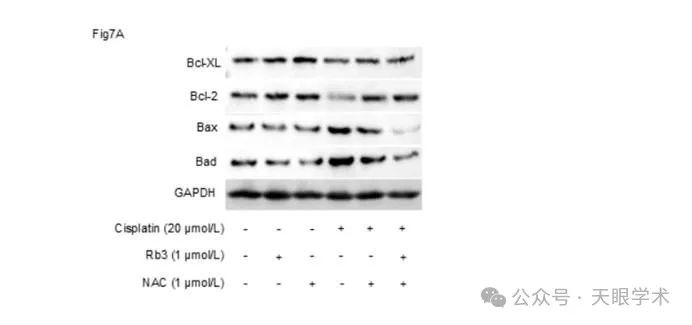 Fig7A
Bcl-XL
Bcl-2
Bax
Bad
GAPDH
Cisplatin (20 μmol/L) - - - + + +
Rb3 (1 μmol/L) - + - - - +
NAC (1 μmol/L) - - + - + +
公众号 · 天眼学术